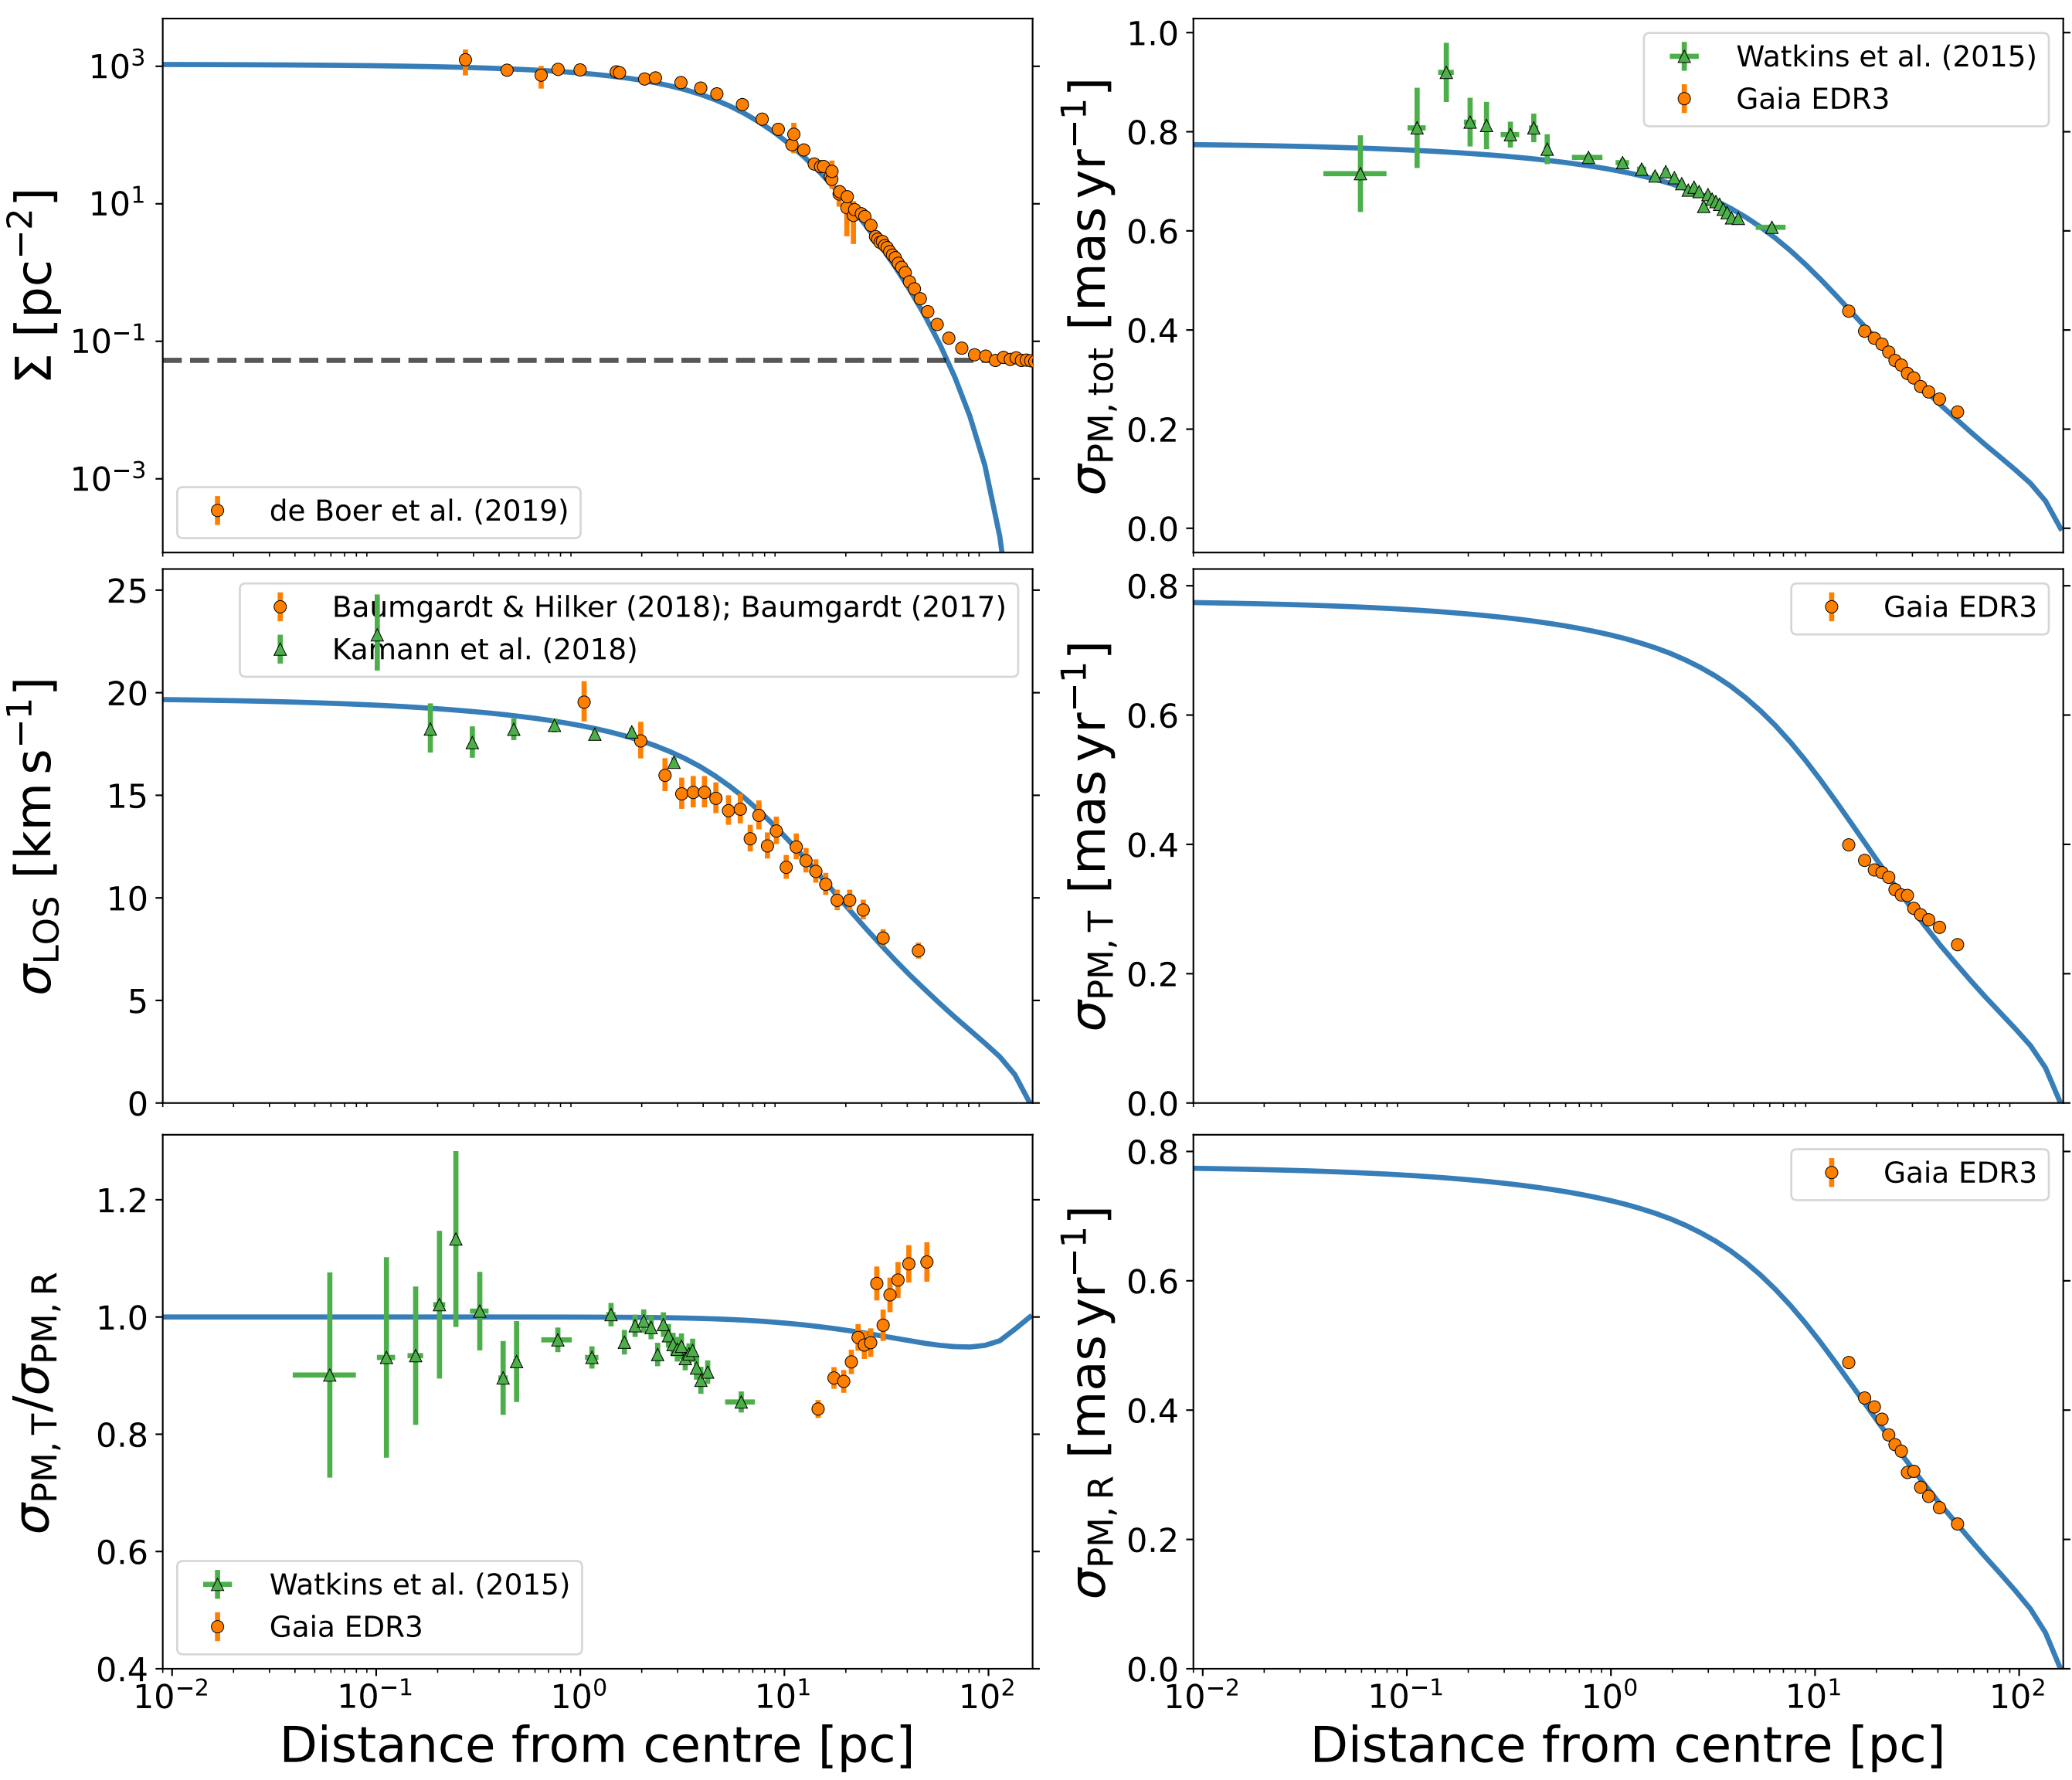 10³
10¹
10⁻¹
10⁻³
Σ [pc⁻²]
de Boer et al. (2019)
1.0
0.8
0.6
0.4
0.2
0.0
σPM, tot [mas yr⁻¹]
Watkins et al. (2015)
Gaia EDR3
25
20
15
10
5
0
σLOS [km s⁻¹]
Baumgardt & Hilker (2018); Baumgardt (2017)
Kamann et al. (2018)
0.8
0.6
0.4
0.2
0.0
σPM, T [mas yr⁻¹]
Gaia EDR3
1.2
1.0
0.8
0.6
0.4
σPM, T/σPM, R
Watkins et al. (2015)
Gaia EDR3
10⁻² 10⁻¹ 10⁰ 10¹ 10²
Distance from centre [pc]
0.8
0.6
0.4
0.2
0.0
σPM, R [mas yr⁻¹]
Gaia EDR3
10⁻² 10⁻¹ 10⁰ 10¹ 10²
Distance from centre [pc]